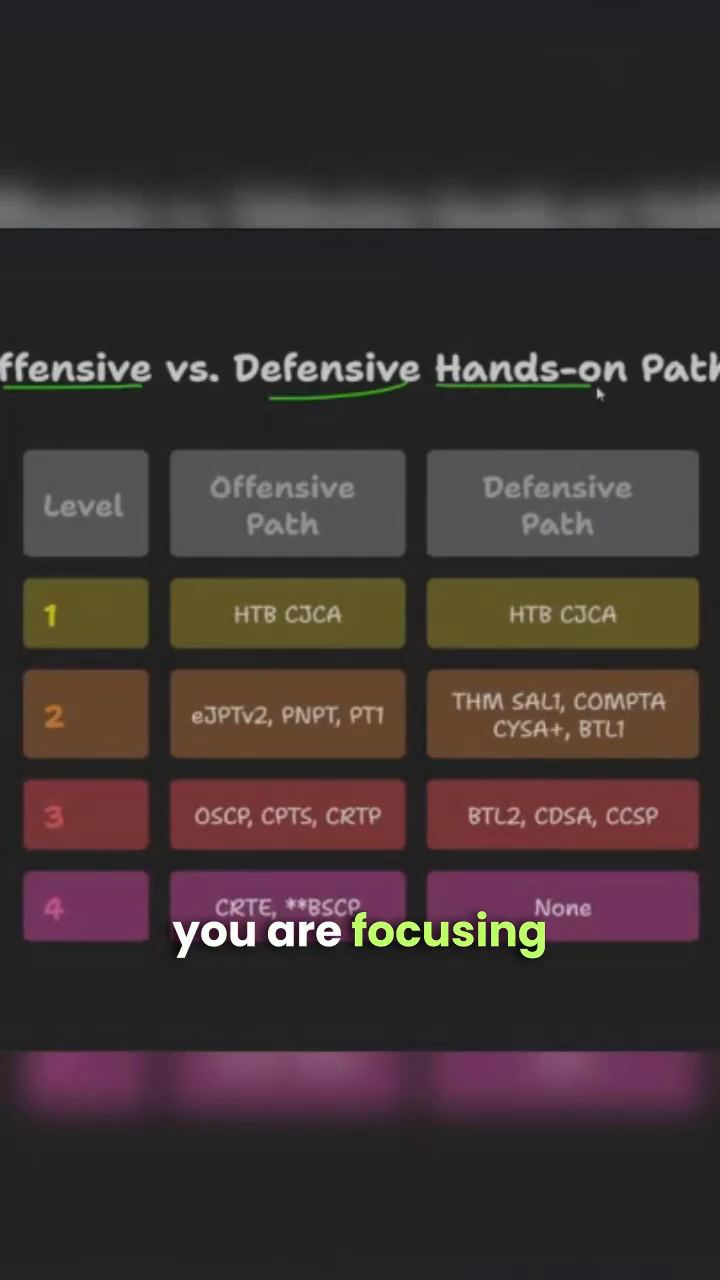 ffensive vs. Defensive Hands-on Path
Level
Offensive
Path
Defensive
Path
1
HTB CJCA
HTB CJCA
2
eJPTv2, PNPT, PT1
THM SAL1, COMPTA
CYSA+, BTL1
3
OSCP, CPTS, CRTP
BTL2, CDSA, CCSP
4
CRTE, **BSCP
None
you are focusing